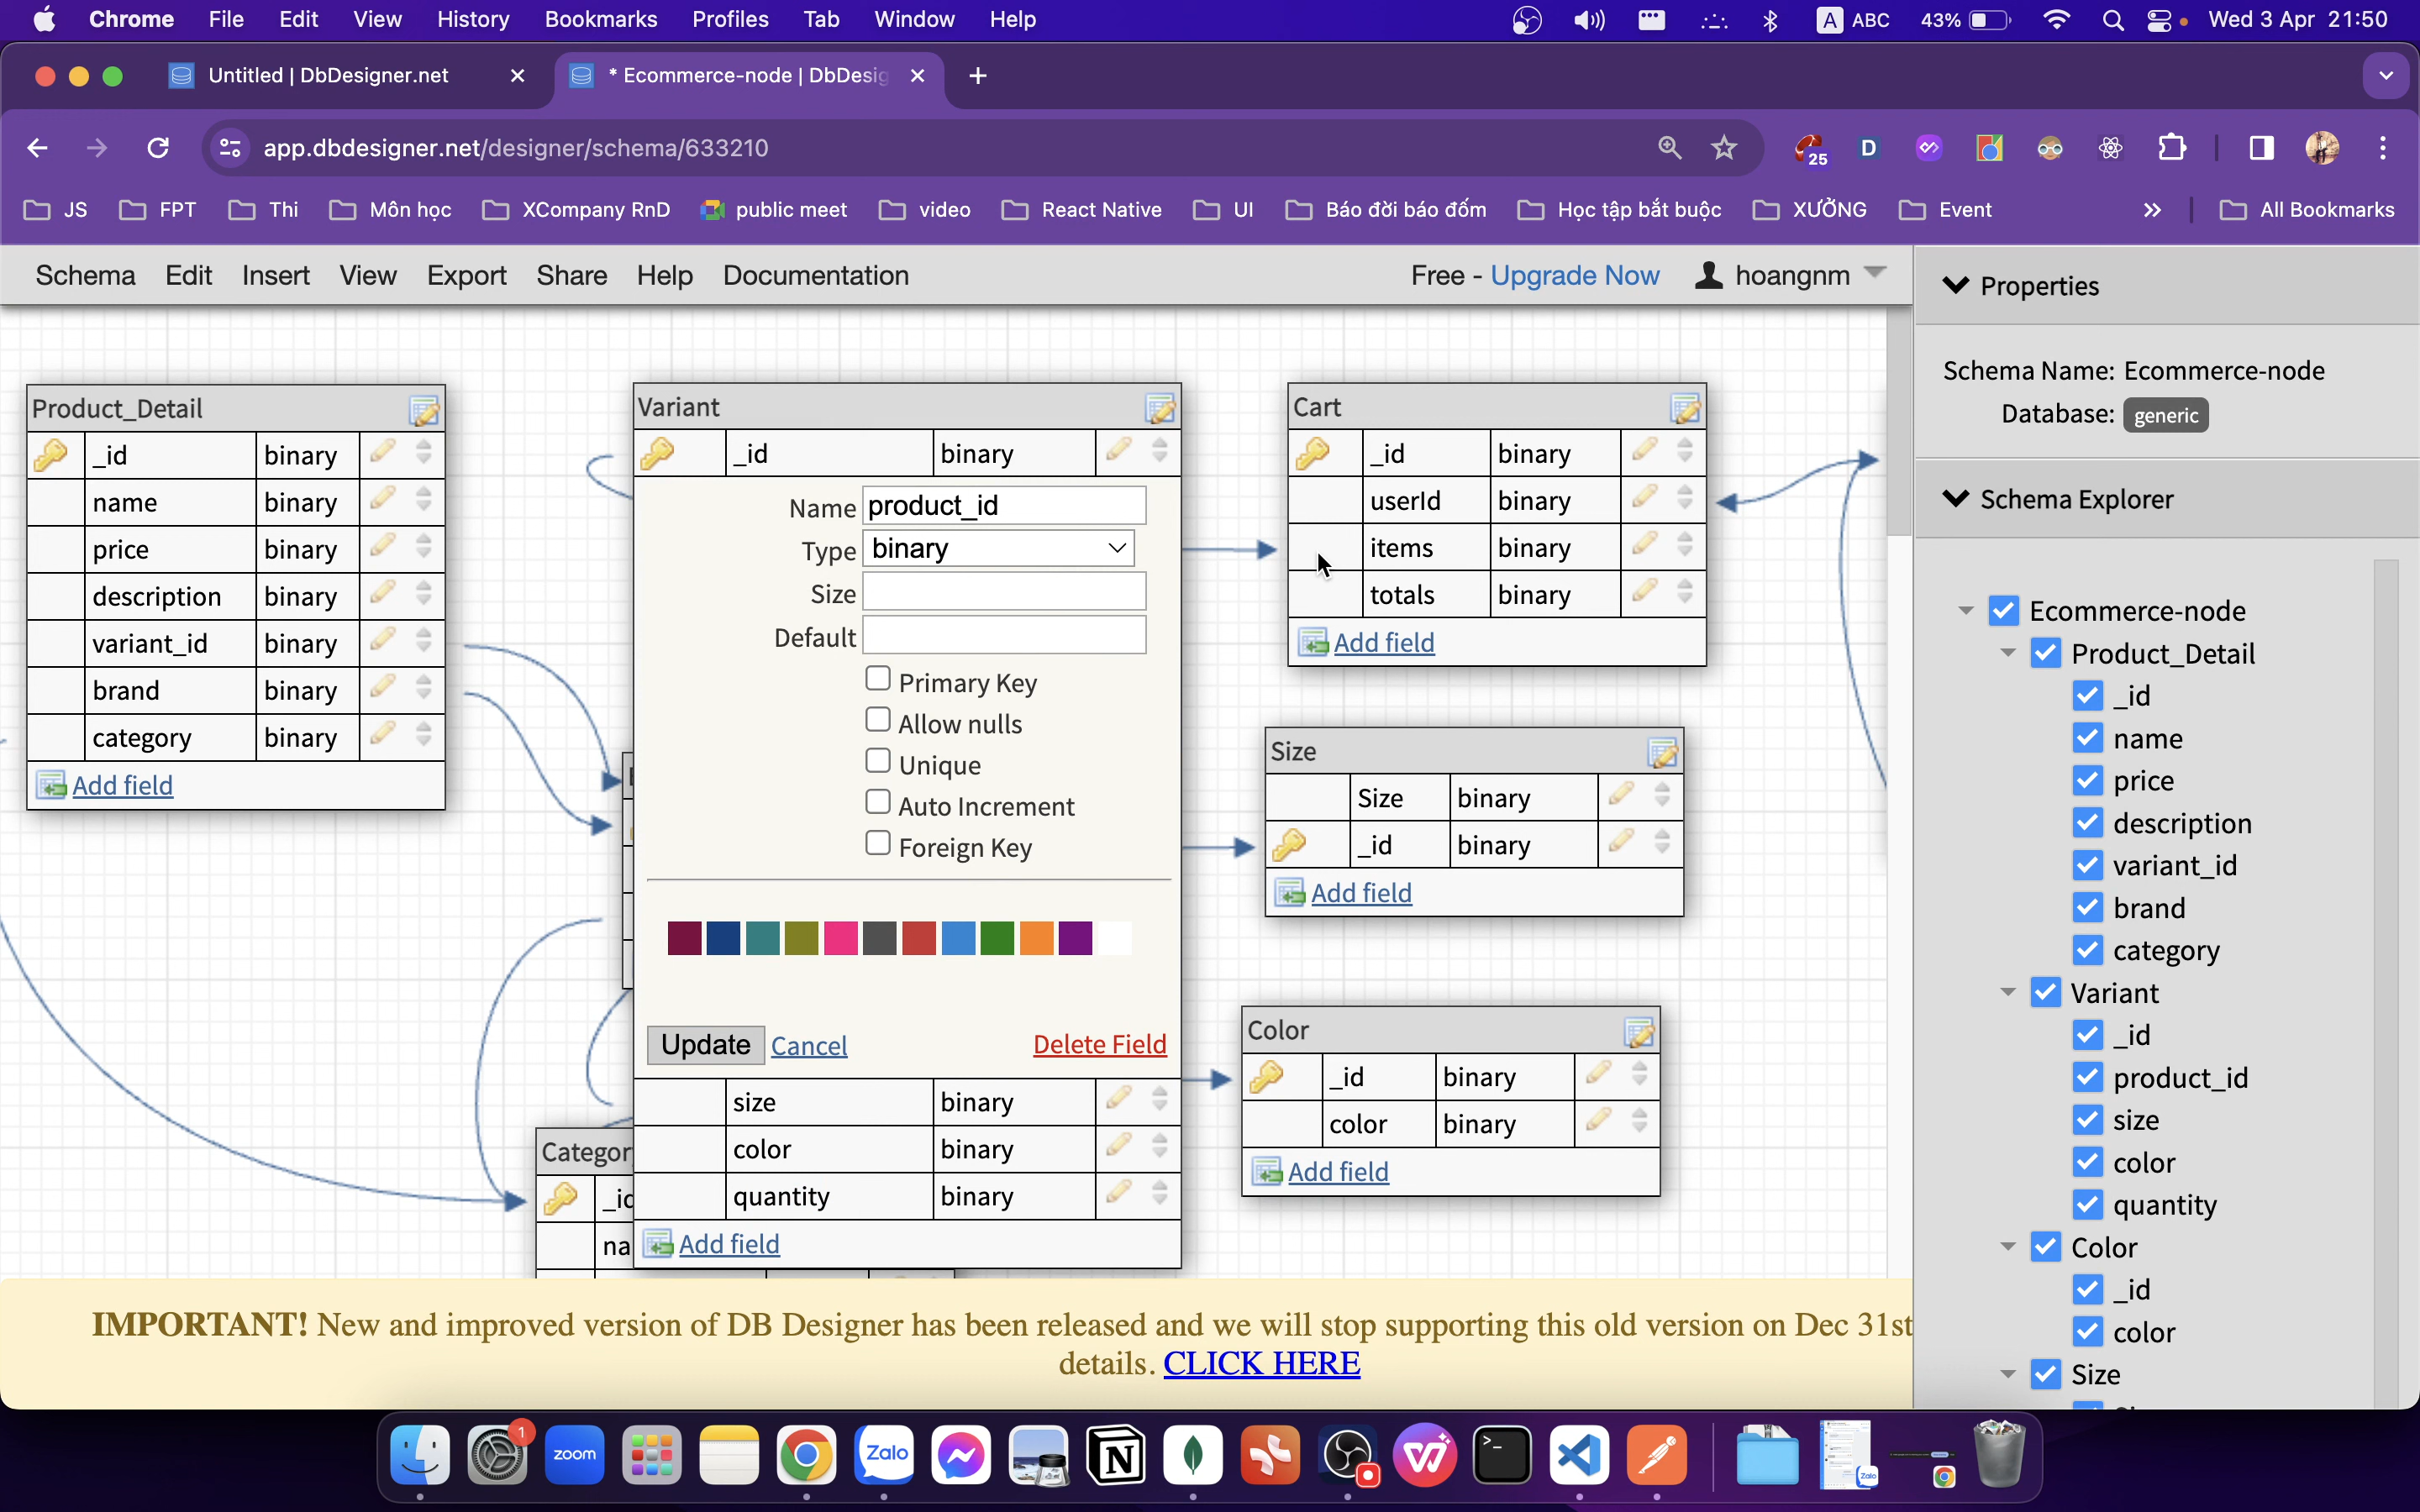 Chrome File Edit View History Bookmarks Profiles Tab Window Help A ABC 43% Wed 3 Apr 21:50
Untitled | DbDesigner.net * Ecommerce-node | DbDesig
app.dbdesigner.net/designer/schema/633210 25 D
JS FPT Thi Môn học XCompany RnD public meet video React Native UI Báo đời báo đốm Học tập bắt buộc XƯỞNG Event » All Bookmarks
Schema Edit Insert View Export Share Help Documentation Free - Upgrade Now hoangnm
Product_Detail
_id binary
name binary
price binary
description binary
variant_id binary
brand binary
category binary
Add field
Variant
_id binary
Name product_id
Type binary
Size
Default
Primary Key
Allow nulls
Unique
Auto Increment
Foreign Key
Update Cancel Delete Field
size binary
color binary
quantity binary
Add field
Categor
_id
na
Cart
_id binary
userId binary
items binary
totals binary
Add field
Size
Size binary
_id binary
Add field
Color
_id binary
color binary
Add field
Properties
Schema Name: Ecommerce-node
Database: generic
Schema Explorer
Ecommerce-node
Product_Detail
_id
name
price
description
variant_id
brand
category
Variant
_id
product_id
size
color
quantity
Color
_id
color
Size
IMPORTANT! New and improved version of DB Designer has been released and we will stop supporting this old version on Dec 31st
details. CLICK HERE
1
zoom
Zalo